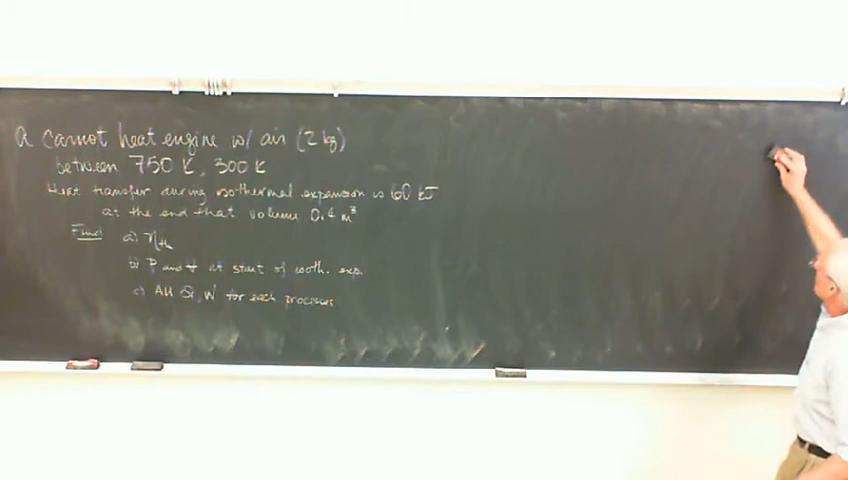 A Carnot heat engine w/ air (2 kg)
between 750 K, 300 K
Heat transfer during isothermal expansion is 60 kJ
at the end that volume 0.4 m³
Find a) η_th
b) P and at start of isoth. exp.
c) All Q, W for each process